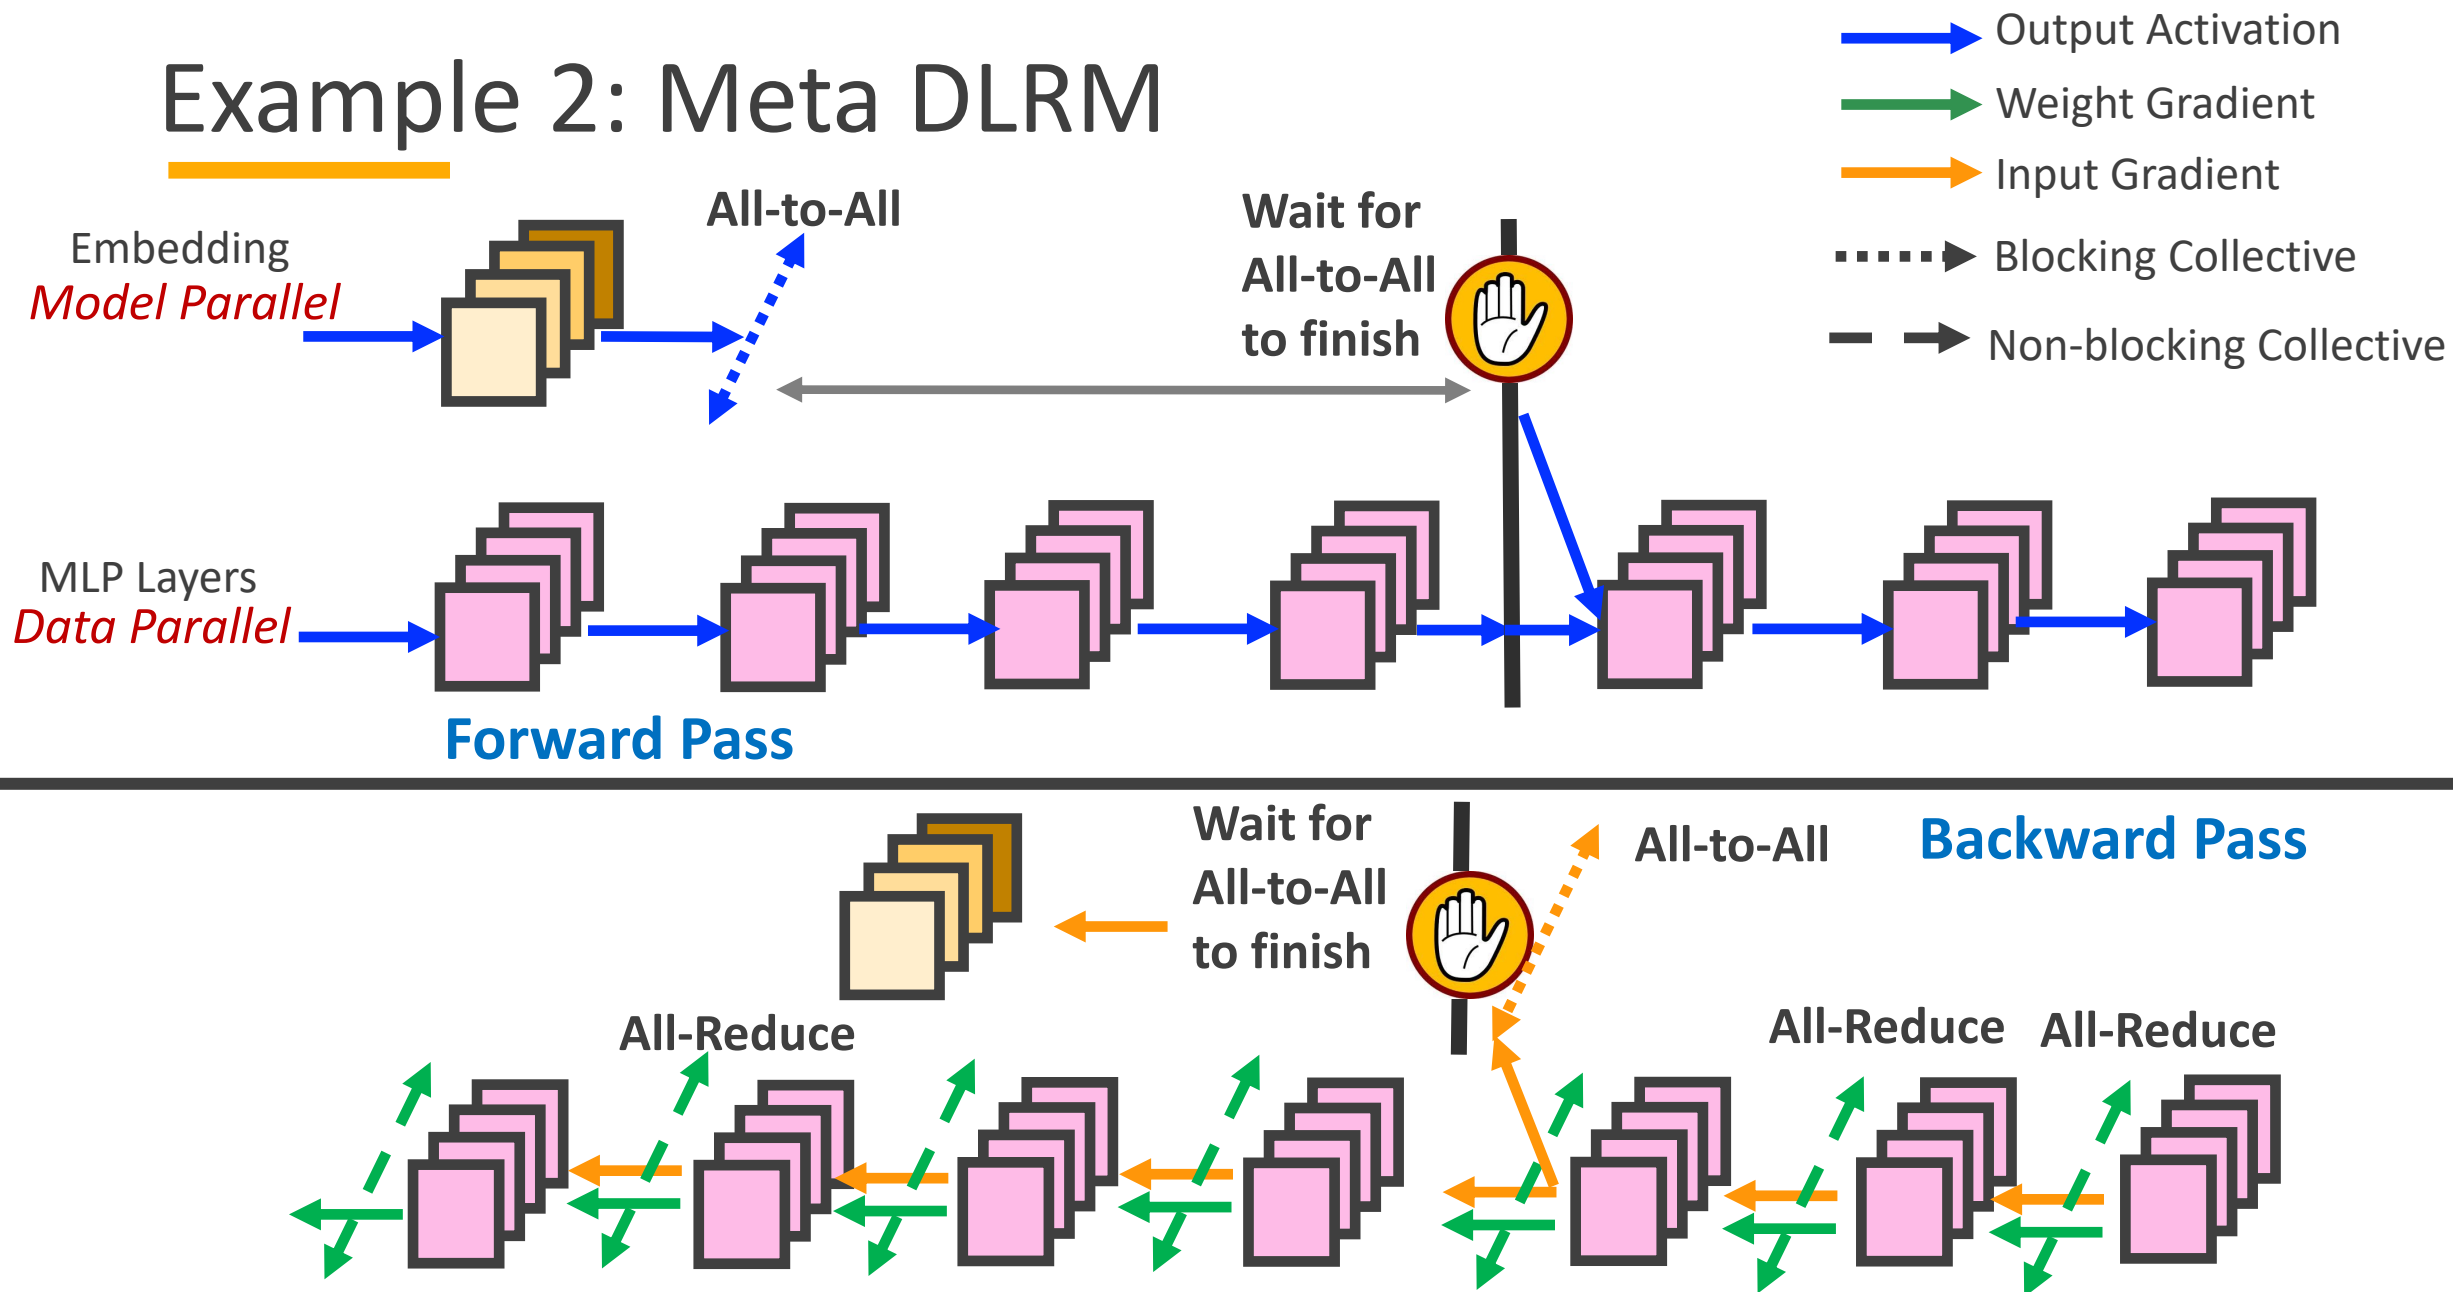 Example 2: Meta DLRM
Output Activation
Weight Gradient
Input Gradient
Blocking Collective
Non-blocking Collective
Embedding
Model Parallel
All-to-All
Wait for
All-to-All
to finish
MLP Layers
Data Parallel
Forward Pass
Wait for
All-to-All
to finish
All-to-All
Backward Pass
All-Reduce
All-Reduce
All-Reduce